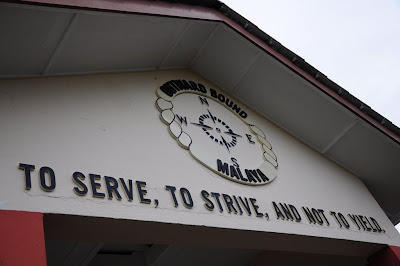 OUTWARD BOUND
N
W E
S
MALAYA
TO SERVE, TO STRIVE, AND NOT TO YIELD.